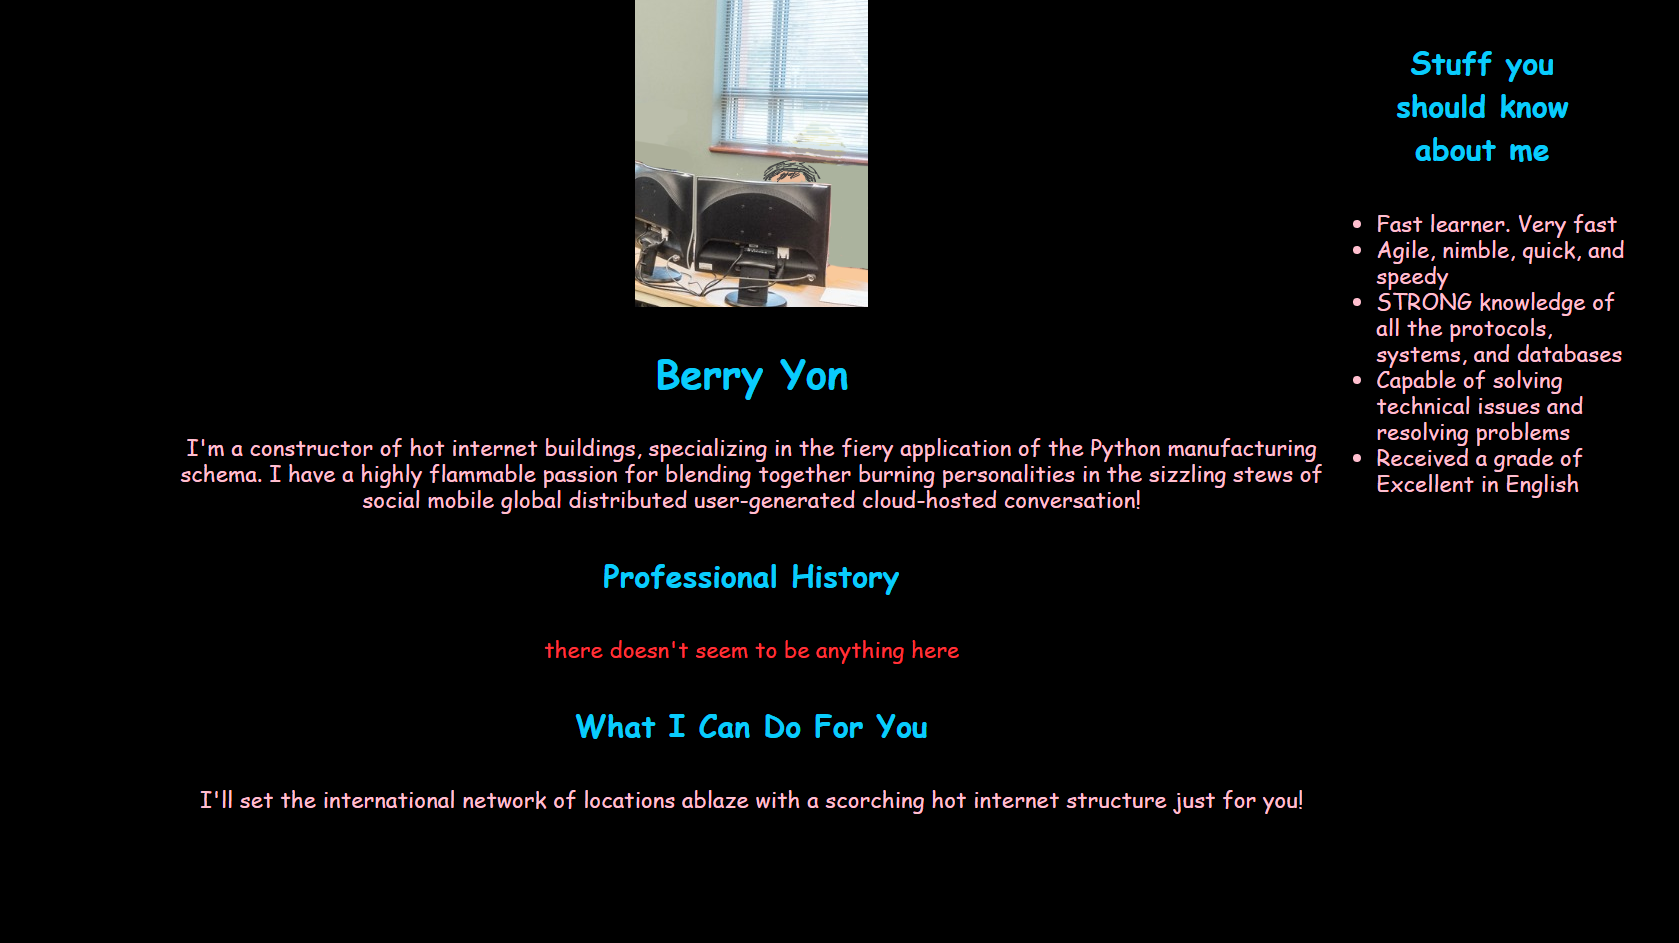 Berry Yon
I'm a constructor of hot internet buildings, specializing in the fiery application of the Python manufacturing
schema. I have a highly flammable passion for blending together burning personalities in the sizzling stews of
social mobile global distributed user-generated cloud-hosted conversation!
Professional History
there doesn't seem to be anything here
What I Can Do For You
I'll set the international network of locations ablaze with a scorching hot internet structure just for you!
Stuff you
should know
about me
• Fast learner. Very fast
• Agile, nimble, quick, and
speedy
• STRONG knowledge of
all the protocols,
systems, and databases
• Capable of solving
technical issues and
resolving problems
• Received a grade of
Excellent in English